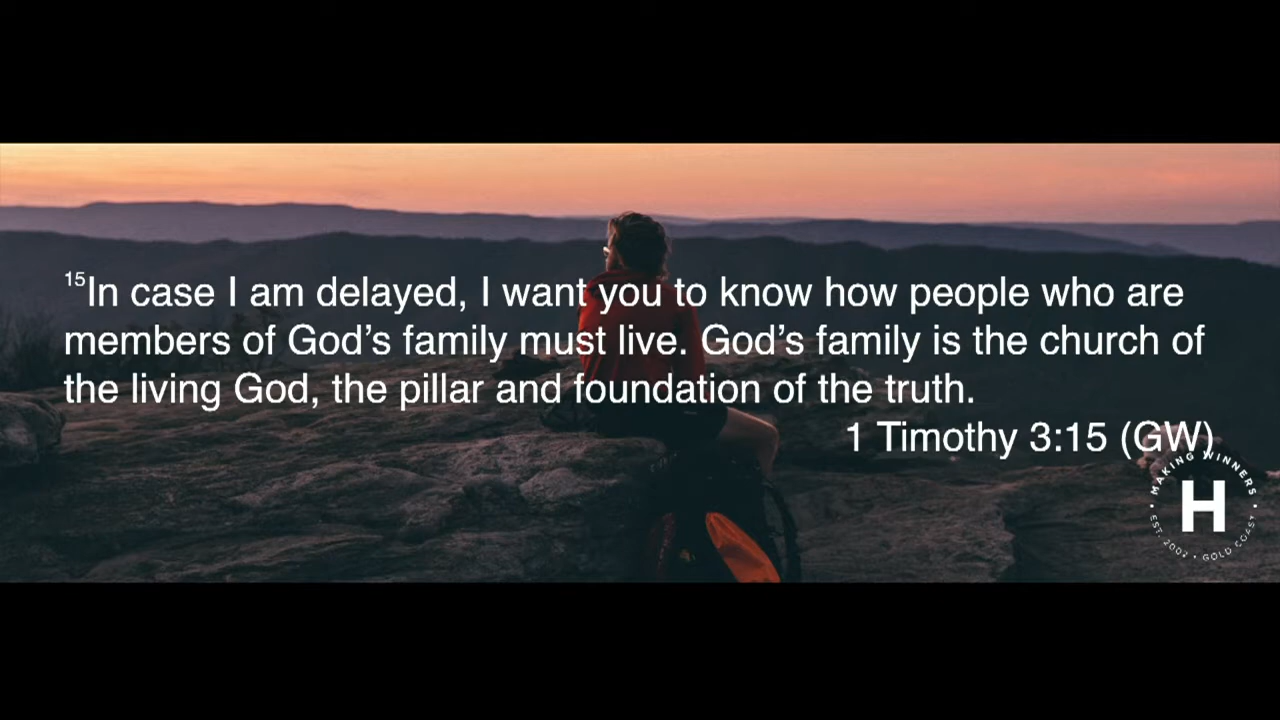 15In case I am delayed, I want you to know how people who are
members of God’s family must live. God’s family is the church of
the living God, the pillar and foundation of the truth.
1 Timothy 3:15 (GW)
MAKING WINNERS
H
EST. 2002 • GOLD COAST